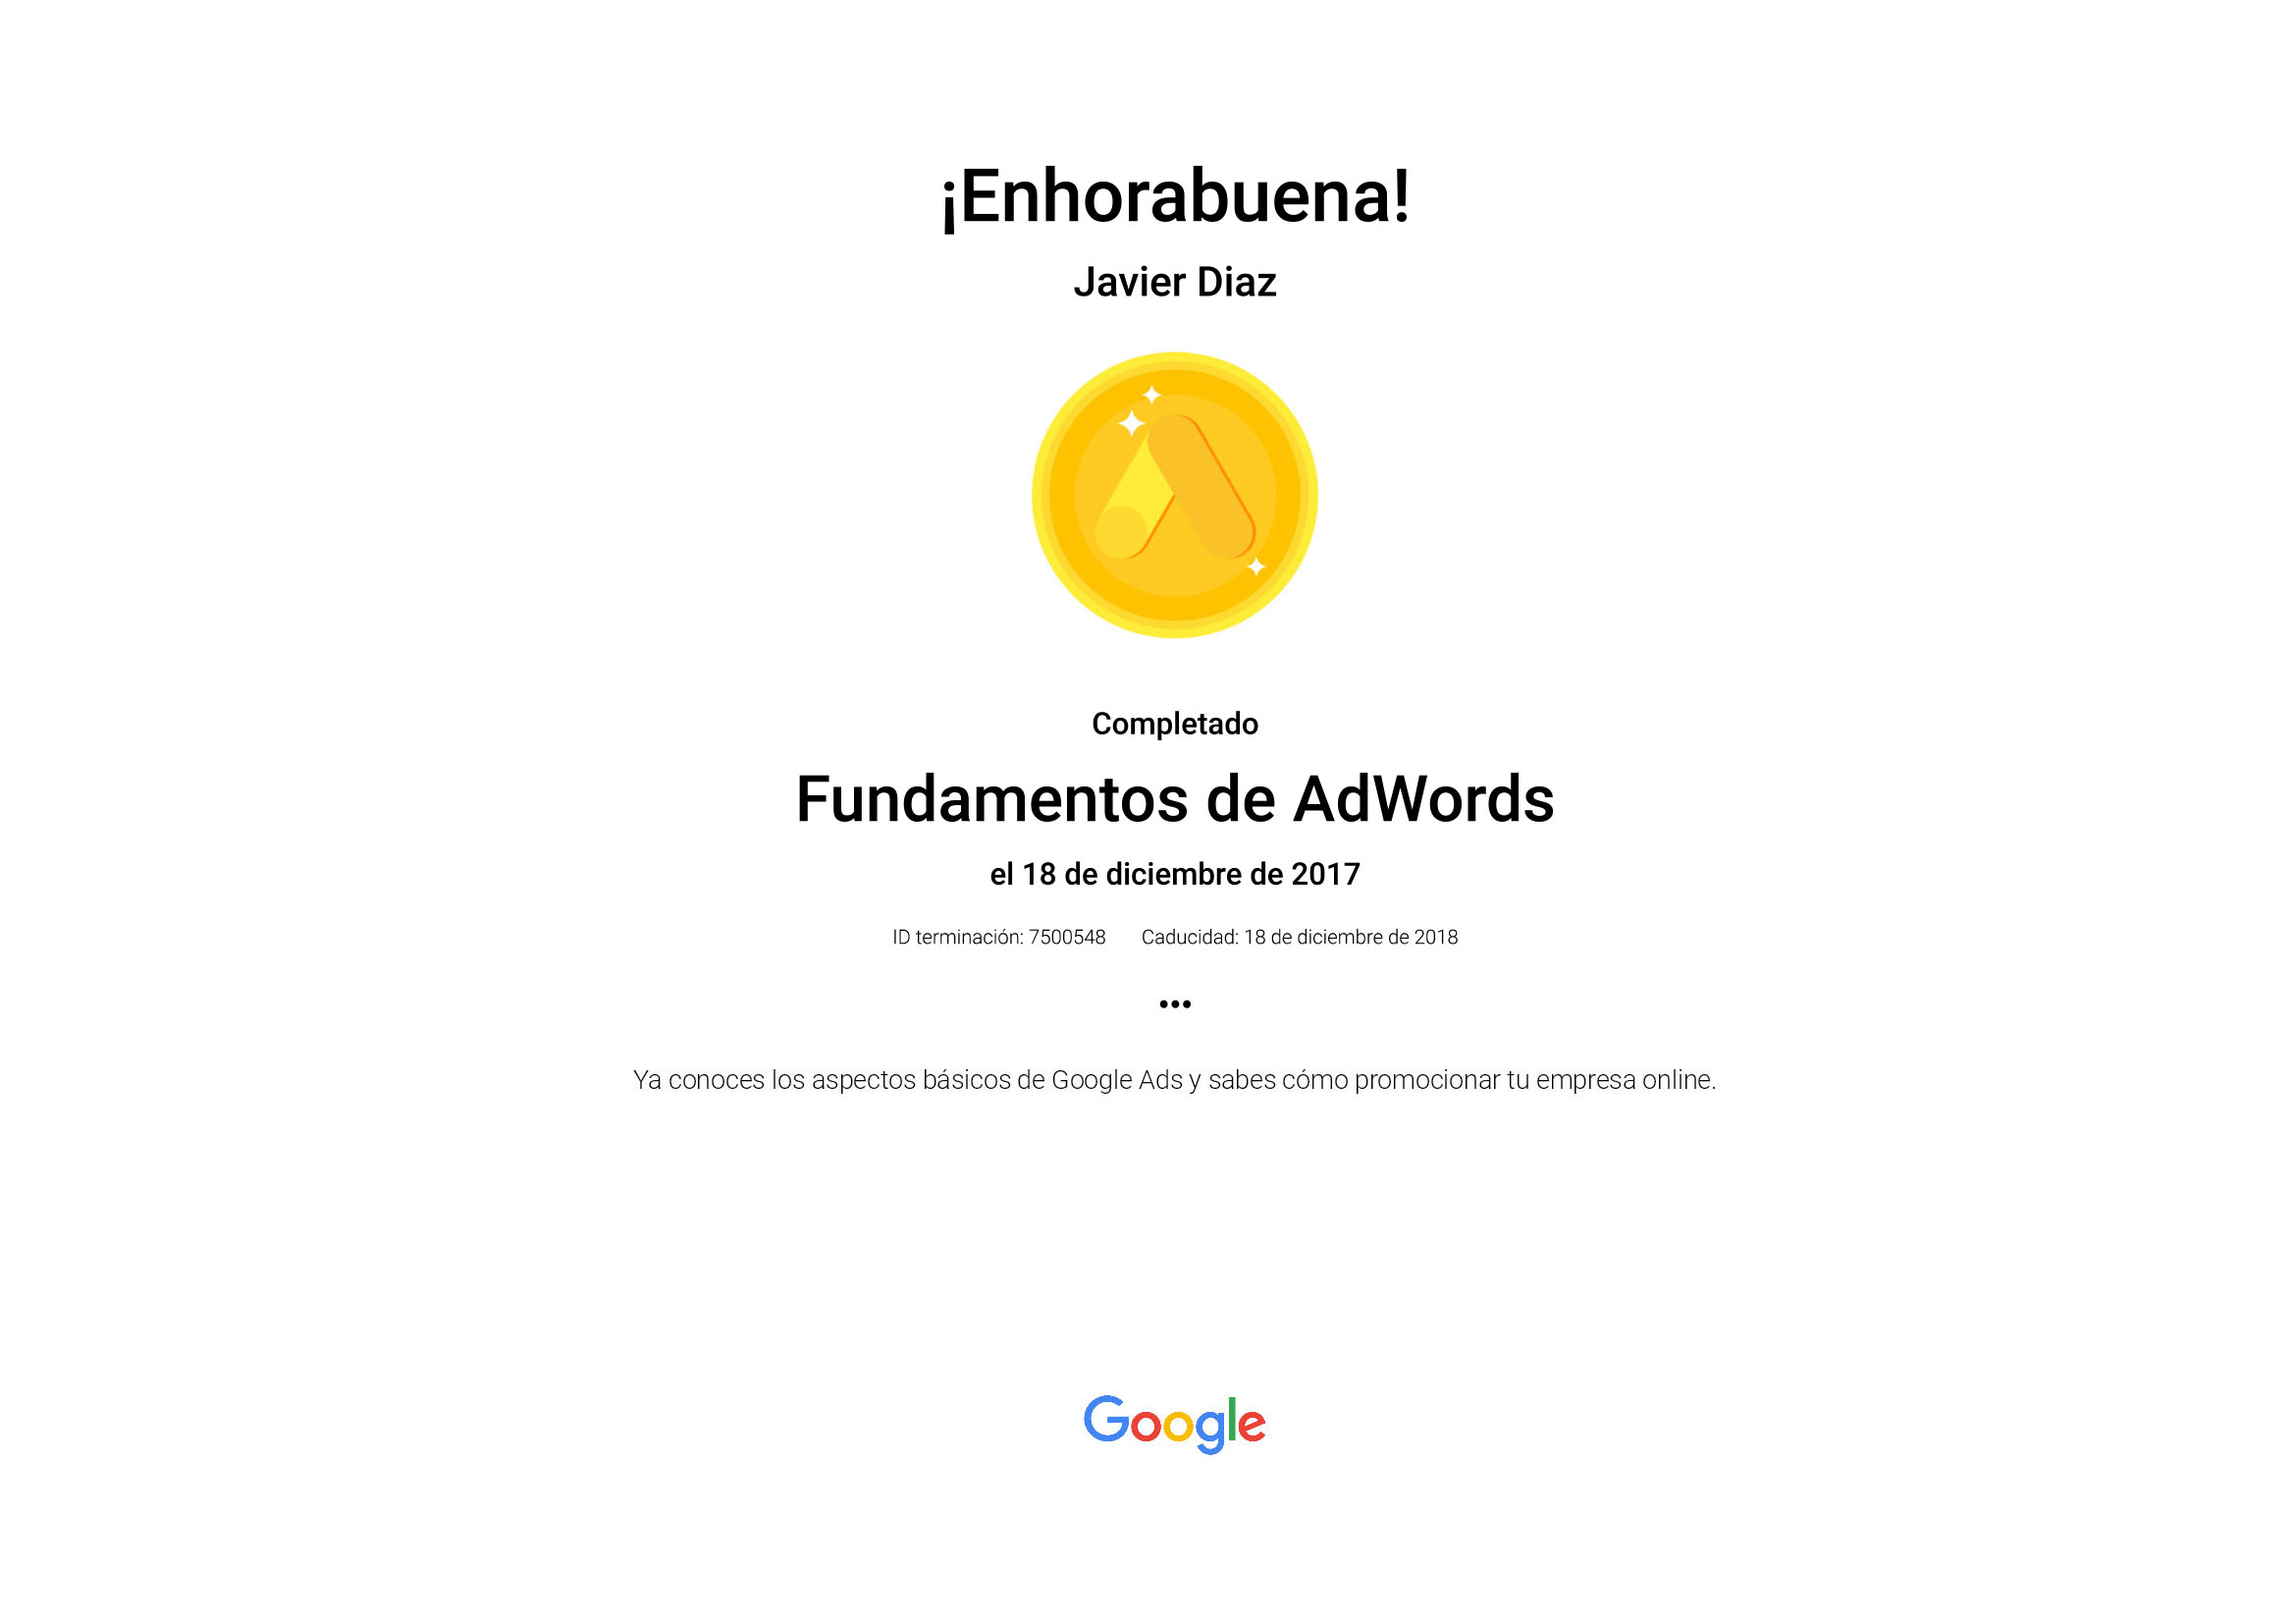 ¡Enhorabuena!
Javier Diaz
Completado
Fundamentos de AdWords
el 18 de diciembre de 2017
ID terminación: 7500548 Caducidad: 18 de diciembre de 2018
...
Ya conoces los aspectos básicos de Google Ads y sabes cómo promocionar tu empresa online.
Google